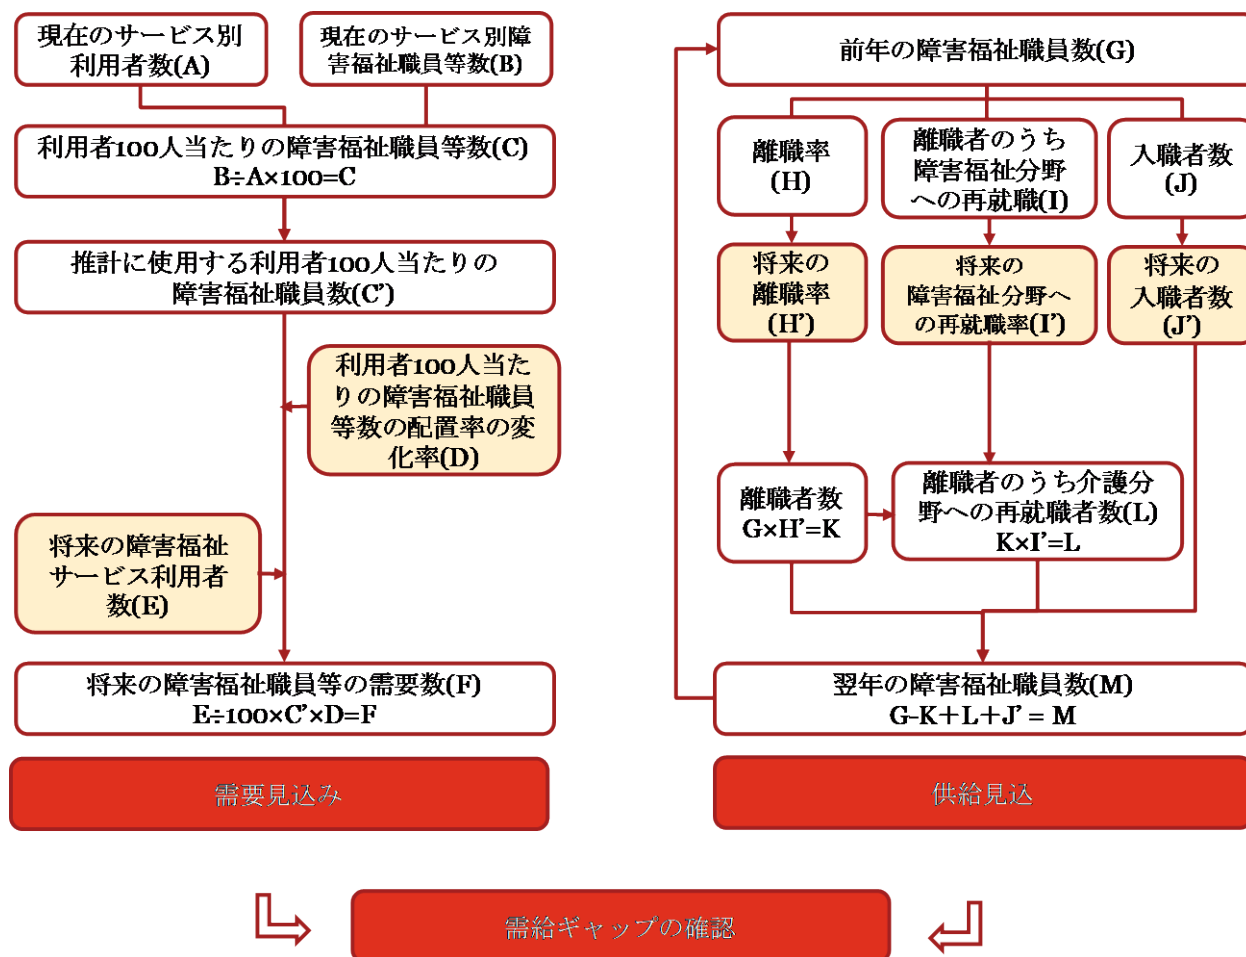 現在のサービス別
利用者数(A)
現在のサービス別障
害福祉職員等数(B)
利用者100人当たりの障害福祉職員等数(C)
B÷A×100=C
推計に使用する利用者100人当たりの
障害福祉職員数(C’)
利用者100人当た
りの障害福祉職員
等数の配置率の変
化率(D)
将来の障害福祉
サービス利用者
数(E)
将来の障害福祉職員等の需要数(F)
E÷100×C’×D=F
需要見込み
前年の障害福祉職員数(G)
離職率
(H)
離職者のうち
障害福祉分野
への再就職(I)
入職者数
(J)
将来の
離職率
(H’)
将来の
障害福祉分野へ
の再就職率(I’)
将来の
入職者数
(J’)
離職者数
G×H’=K
離職者のうち介護分
野への再就職者数(L)
K×I’=L
翌年の障害福祉職員数(M)
G-K+L+J’ = M
供給見込
需給ギャップの確認